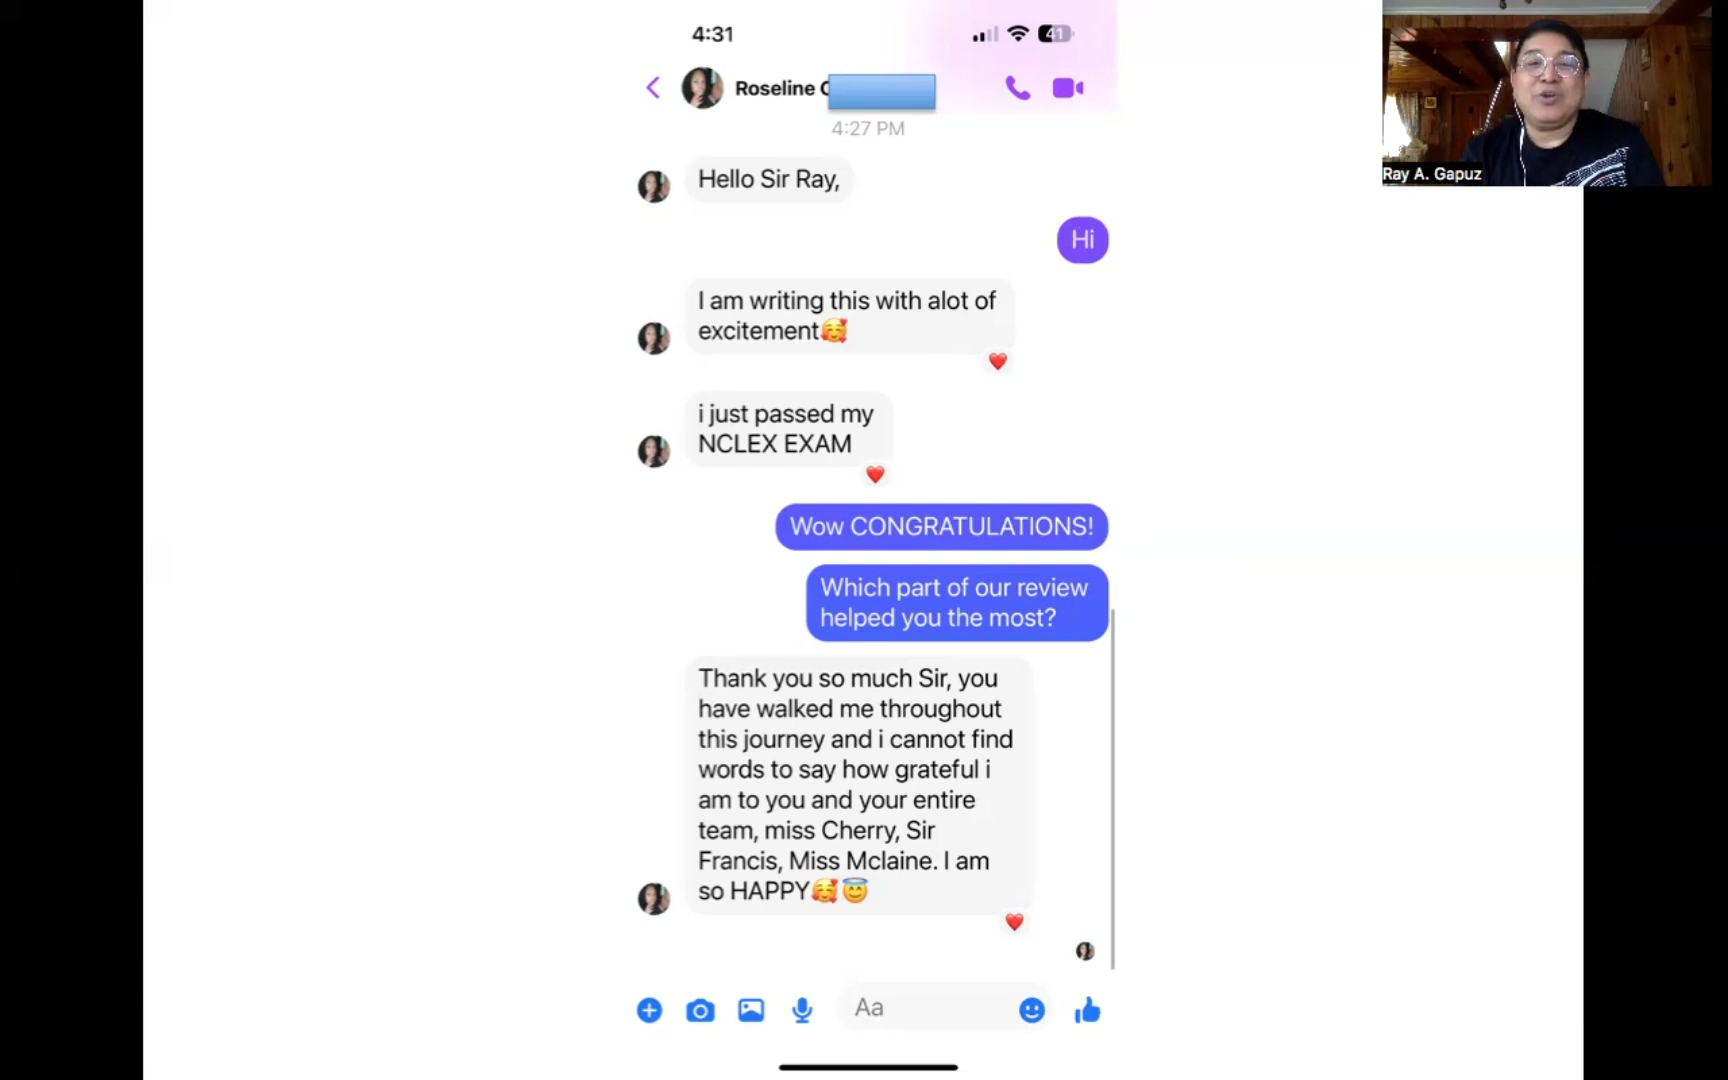 4:31
41
Roseline
4:27 PM
Hello Sir Ray,
Hi
I am writing this with alot of
excitement🥰
i just passed my
NCLEX EXAM
Wow CONGRATULATIONS!
Which part of our review
helped you the most?
Thank you so much Sir, you
have walked me throughout
this journey and i cannot find
words to say how grateful i
am to you and your entire
team, miss Cherry, Sir
Francis, Miss Mclaine. I am
so HAPPY🥰😇
Aa
Ray A. Gapuz